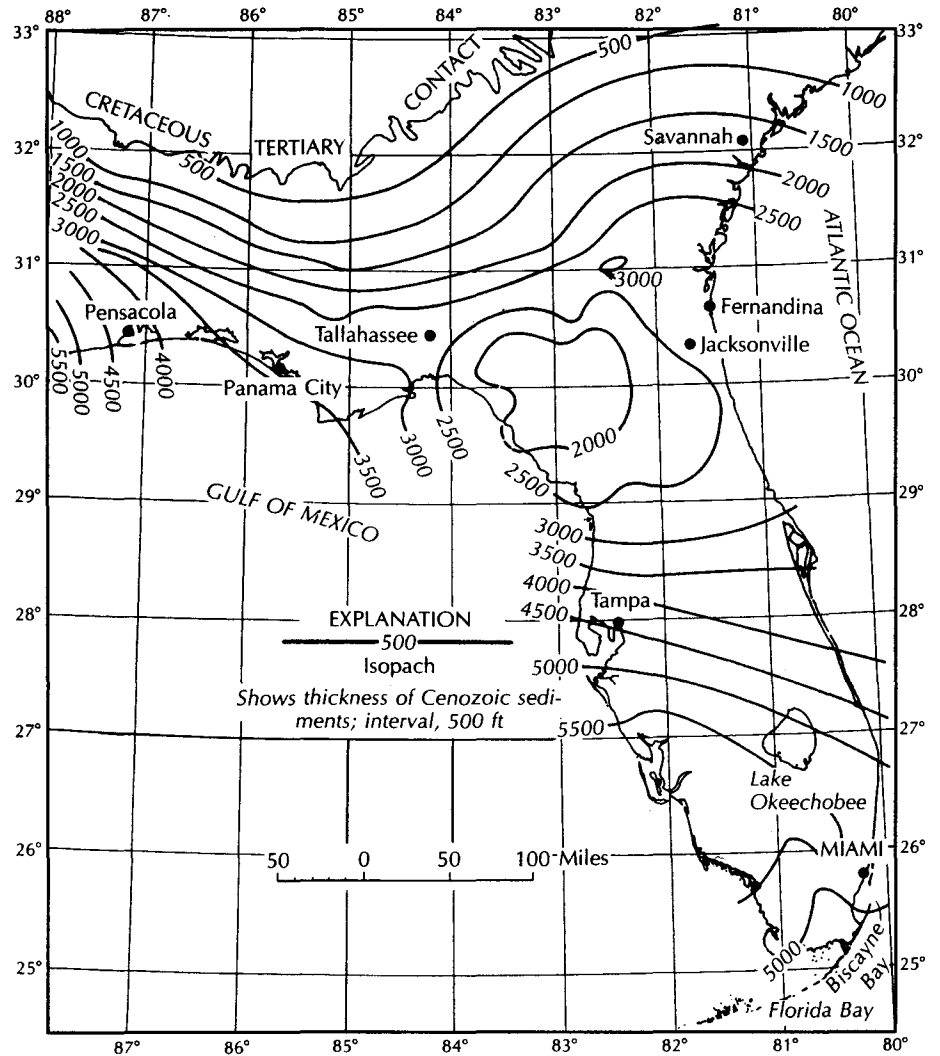 88° 87° 86° 85° 84° 83° 82° 81° 80°
33° 33°
500
CONTACT
1000
CRETACEOUS
TERTIARY
500
Savannah
1500
32° 32°
1000
1500
2000
2500
3000
2000
2500
ATLANTIC OCEAN
31° 31°
3000
Pensacola
Fernandina
Tallahassee
Jacksonville
5500
5000
4500
4000
30° 30°
Panama City
3500
3000
2500
2000
2500
29° 29°
GULF OF MEXICO
3000
3500
4000
4500
Tampa
28° 28°
EXPLANATION
500
Isopach
Shows thickness of Cenozoic sedi-
ments; interval, 500 ft
5000
5500
27° 27°
Lake
Okeechobee
26° 26°
50 0 50 100 Miles
MIAMI
5000
25° 25°
Biscayne
Bay
Florida Bay
87° 86° 85° 84° 83° 82° 81° 80°